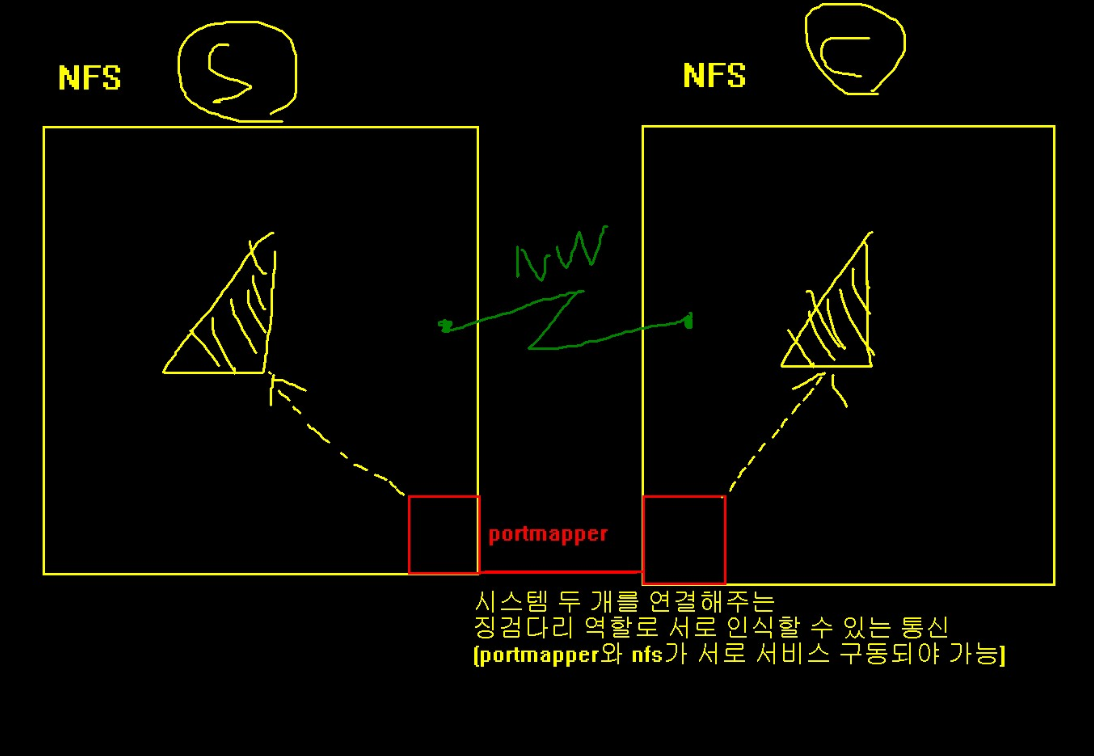 NFS
S
NFS
C
NW
portmapper
시스템 두 개를 연결해주는
징검다리 역할로 서로 인식할 수 있는 통신
(portmapper와 nfs가 서로 서비스 구동되야 가능)